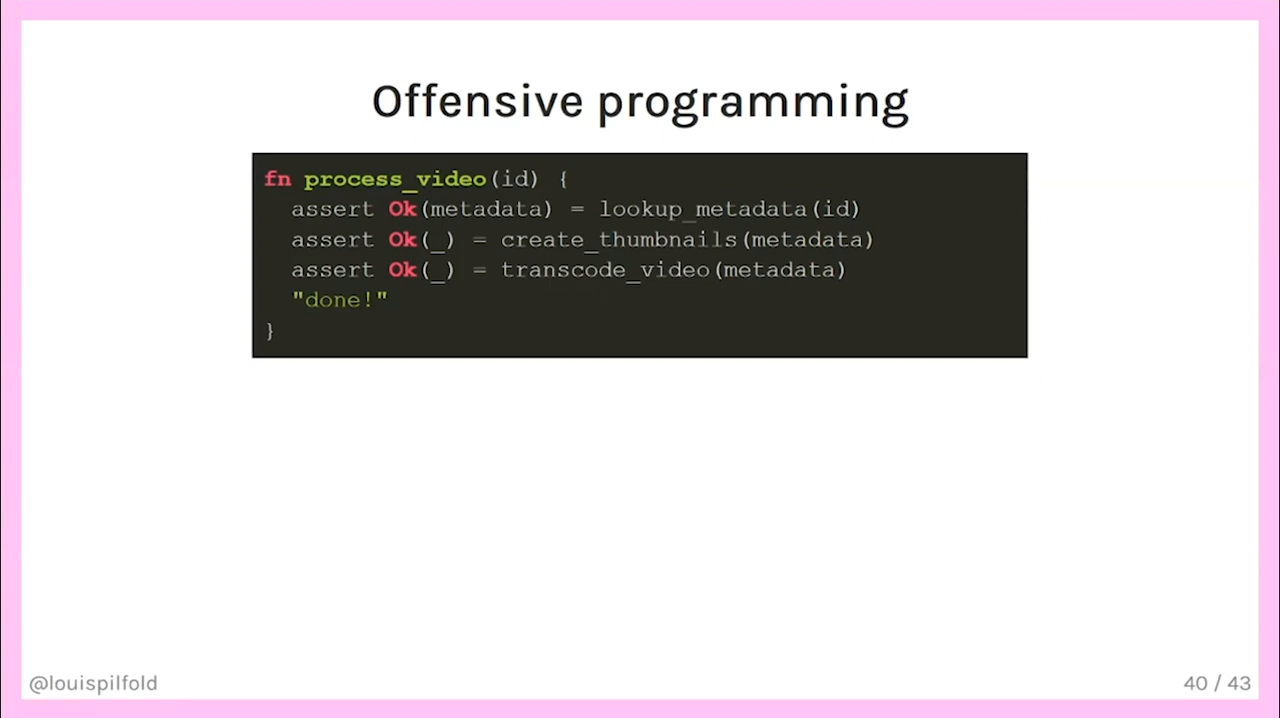 Offensive programming
fn process_video(id) {
  assert Ok(metadata) = lookup_metadata(id)
  assert Ok(_) = create_thumbnails(metadata)
  assert Ok(_) = transcode_video(metadata)
  "done!"
}
@louispilfold
40 / 43